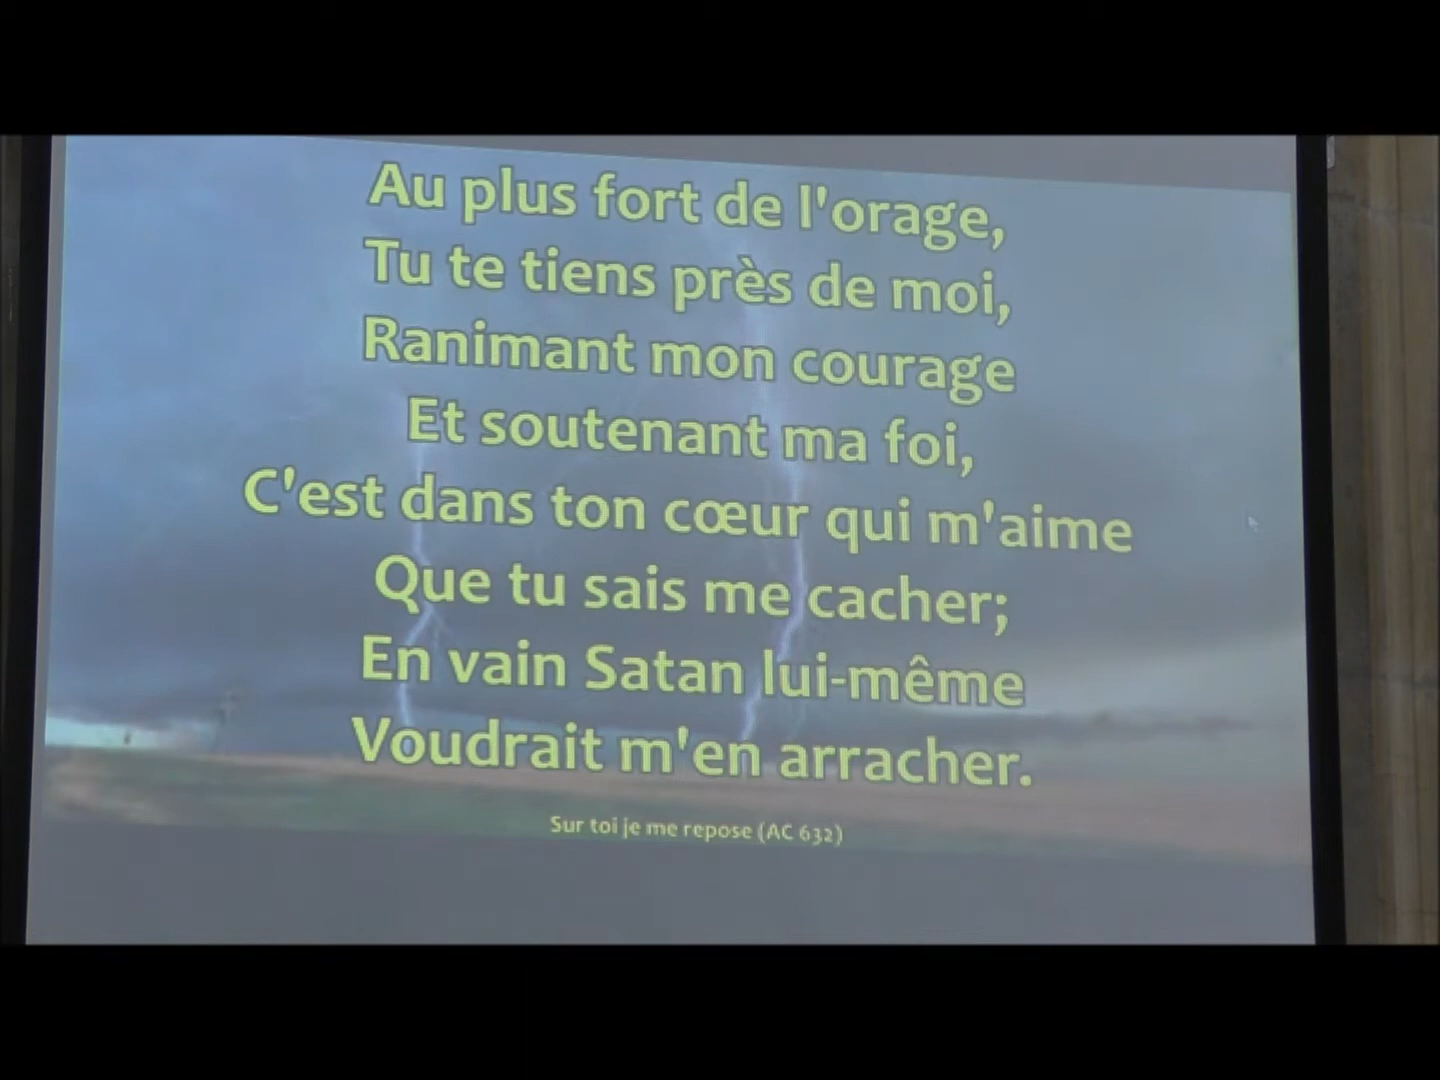 Au plus fort de l'orage,
Tu te tiens près de moi,
Ranimant mon courage
Et soutenant ma foi,
C'est dans ton cœur qui m'aime
Que tu sais me cacher;
En vain Satan lui-même
Voudrait m'en arracher.
Sur toi je me repose (AC 632)